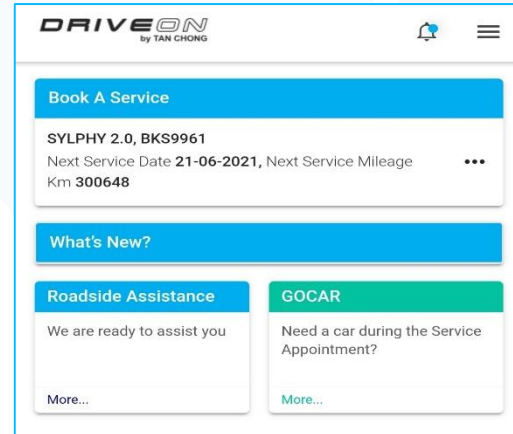 DRIVEON
by TAN CHONG
Book A Service
SYLPHY 2.0, BKS9961
Next Service Date 21-06-2021, Next Service Mileage
Km 300648
What's New?
Roadside Assistance
We are ready to assist you
More...
GOCAR
Need a car during the Service
Appointment?
More...